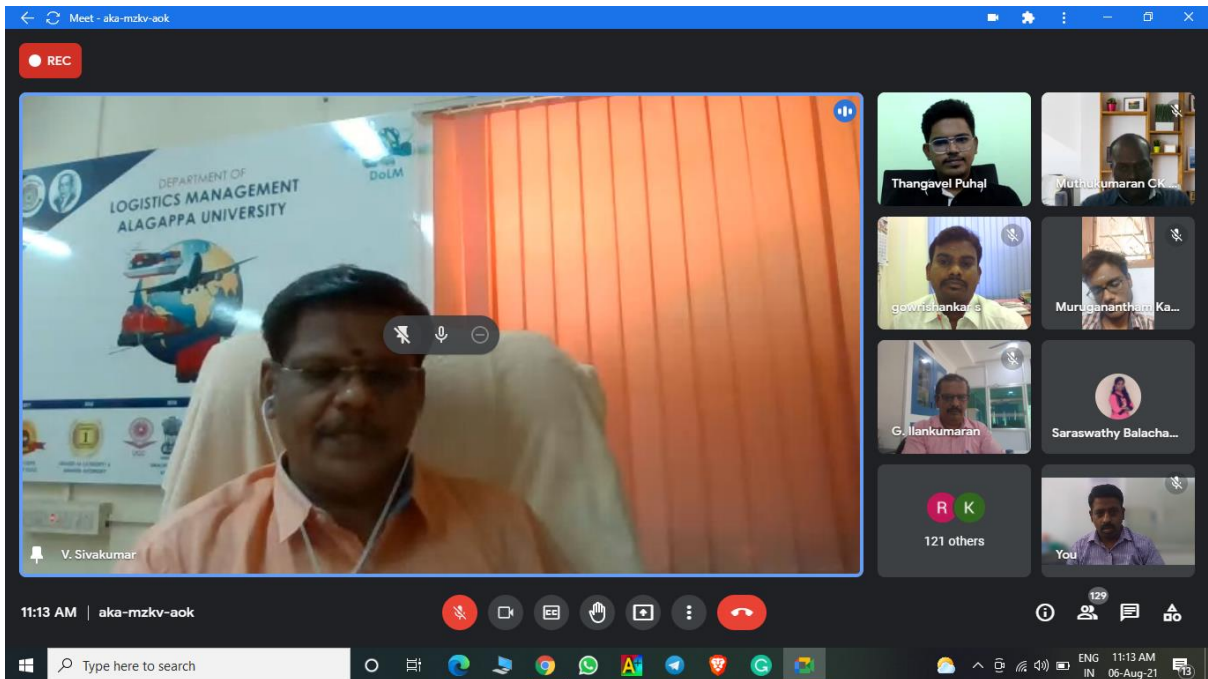 Meet - aka-mzkv-aok
REC
DEPARTMENT OF
LOGISTICS MANAGEMENT
ALAGAPPA UNIVERSITY
DoLM
V. Sivakumar
Thangavel Puhal
Muthukumaran CK ...
gowrishankar s
Muruganantham Ka...
G. Ilankumaran
Saraswathy Balacha...
R K
121 others
You
11:13 AM | aka-mzkv-aok
CC
129
Type here to search
ENG
IN
11:13 AM
06-Aug-21
13